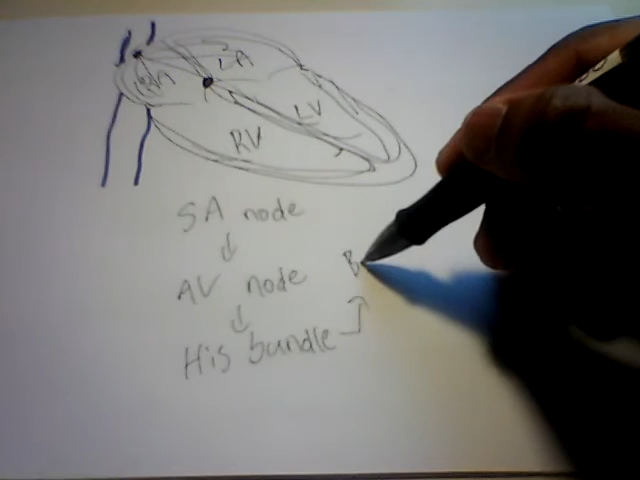 RA LA
LV
RV
SA node
↓
AV node
↓
His bundle
B